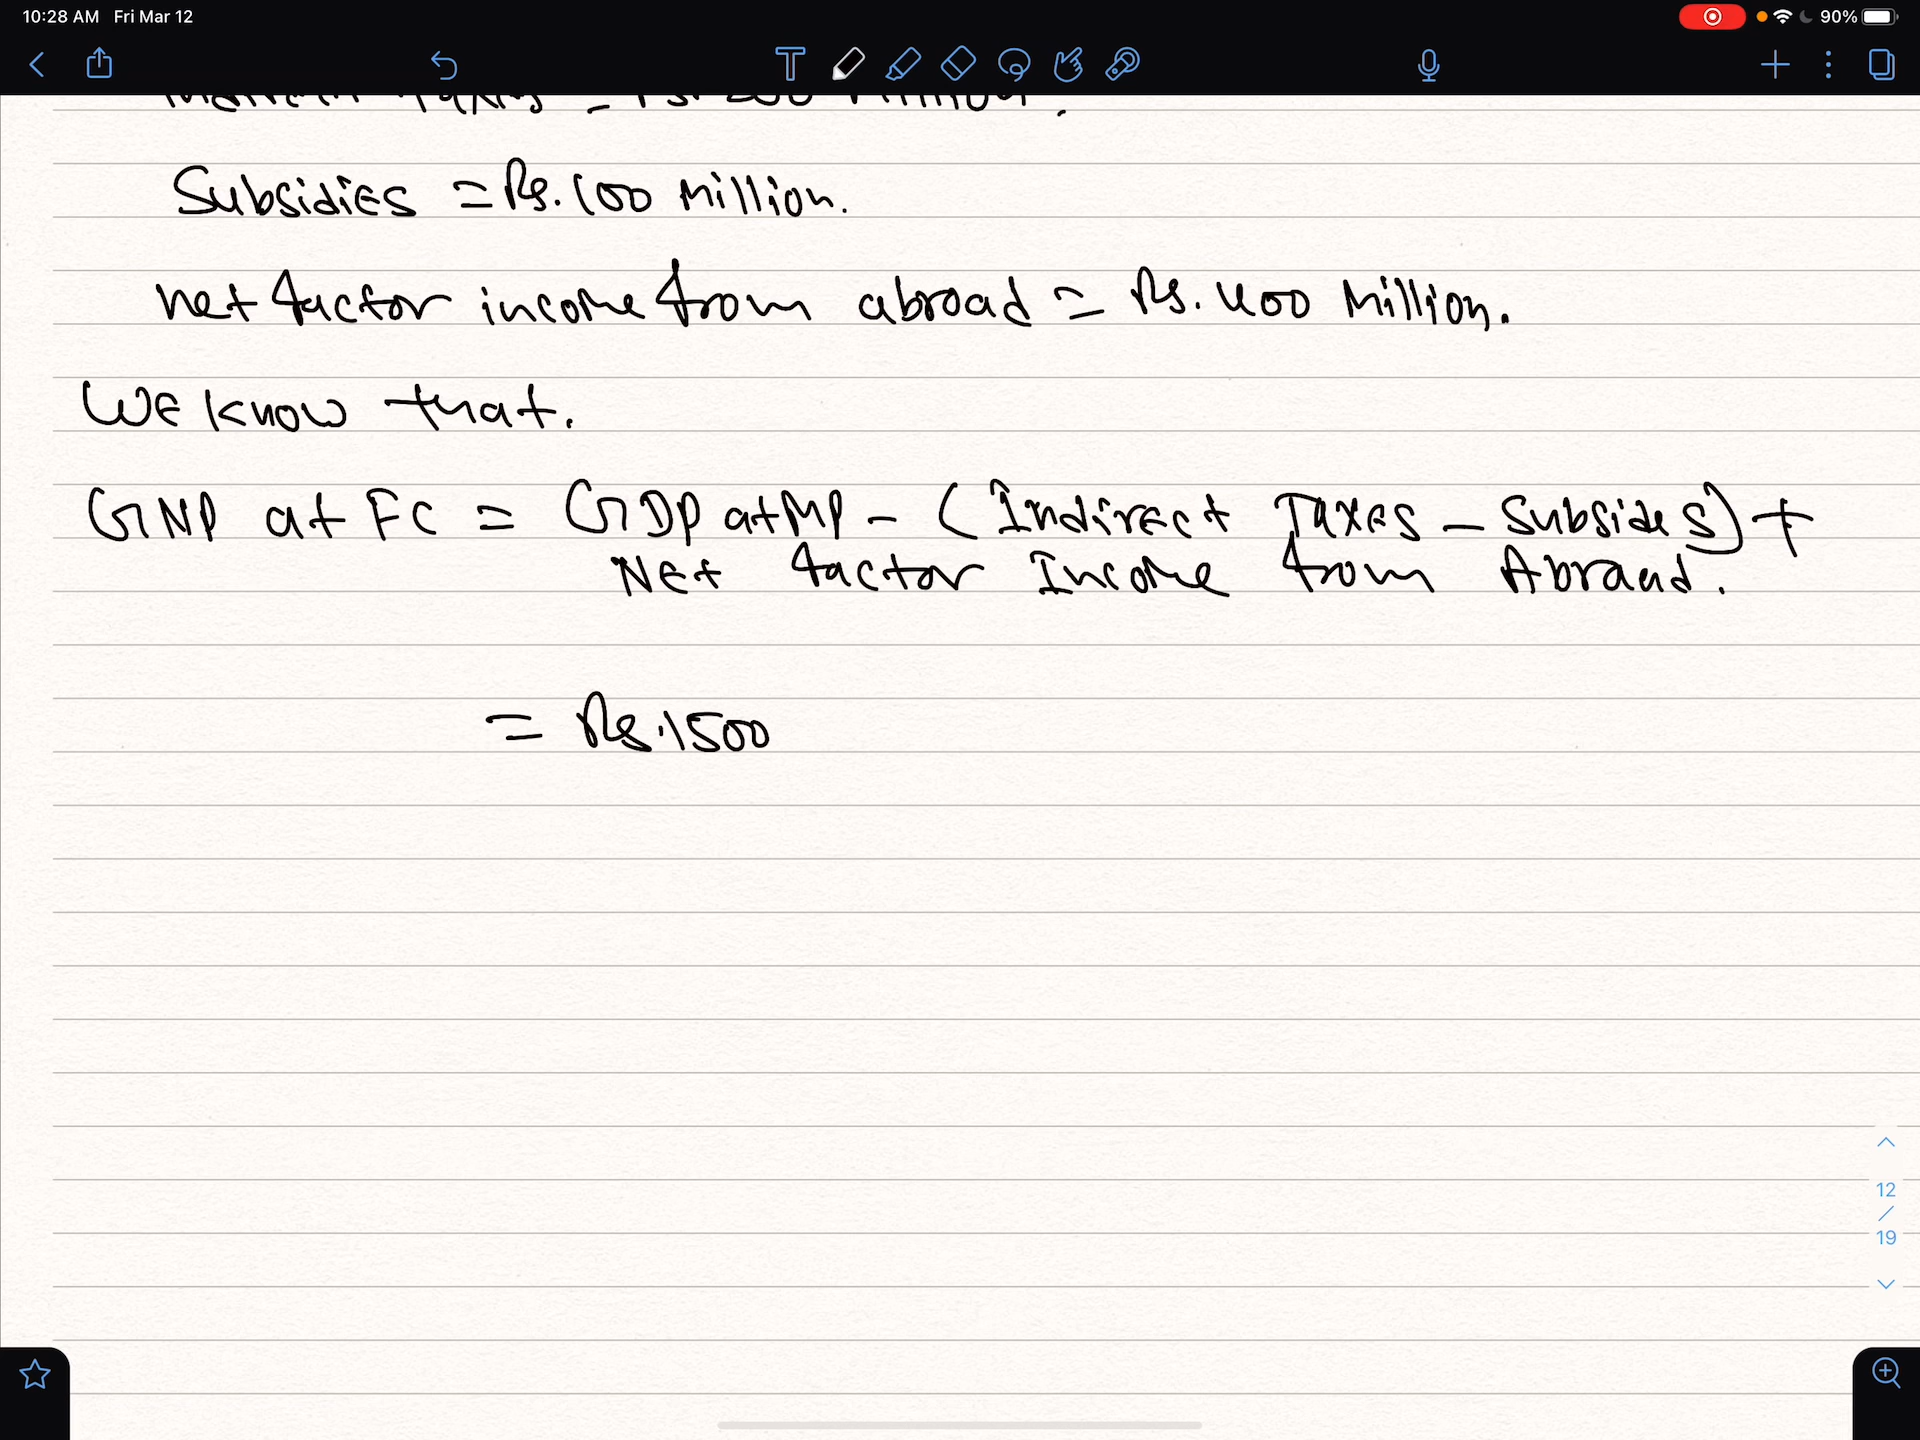 10:28 AM Fri Mar 12
90%
Subsidies = Rs. 100 Million.
net factor income from abroad = Rs. 400 Million.
We know that.
GNP at FC = GDP at MP - (Indirect Taxes - Subsides) +
Net factor Income from Abraod.
= Rs. 1500
12
/
19